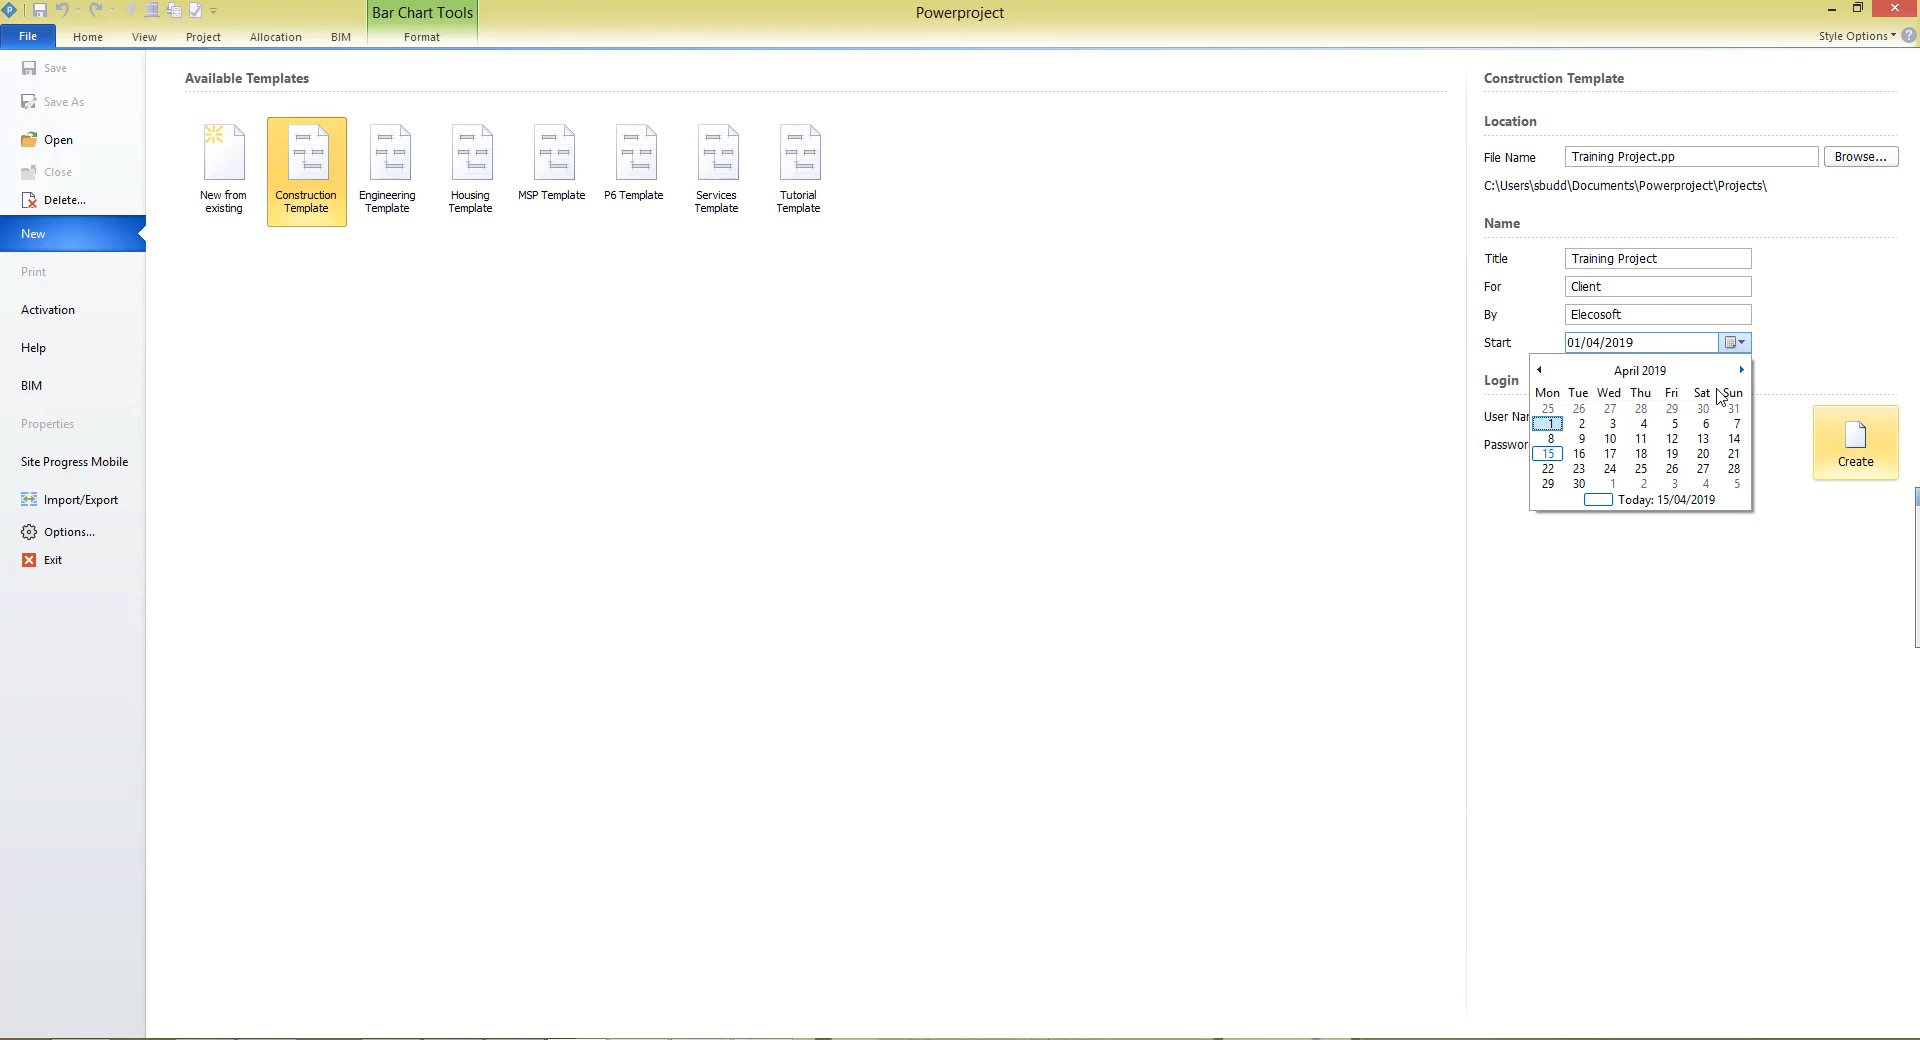 Bar Chart Tools
Powerproject
File
Home
View
Project
Allocation
BIM
Format
Style Options
Save
Save As
Open
Close
Delete...
New
Print
Activation
Help
BIM
Properties
Site Progress Mobile
Import/Export
Options...
Exit
Available Templates
New from existing
Construction Template
Engineering Template
Housing Template
MSP Template
P6 Template
Services Template
Tutorial Template
Construction Template
Location
File Name Training Project.pp Browse...
C:\Users\sbudd\Documents\Powerproject\Projects\
Name
Title Training Project
For Client
By Elecosoft
Start 01/04/2019
April 2019
Login
Mon Tue Wed Thu Fri Sat Sun
25 26 27 28 29 30 31
1 2 3 4 5 6 7
8 9 10 11 12 13 14
15 16 17 18 19 20 21
22 23 24 25 26 27 28
29 30 1 2 3 4 5
Today: 15/04/2019
User Nar
Passwor
Create